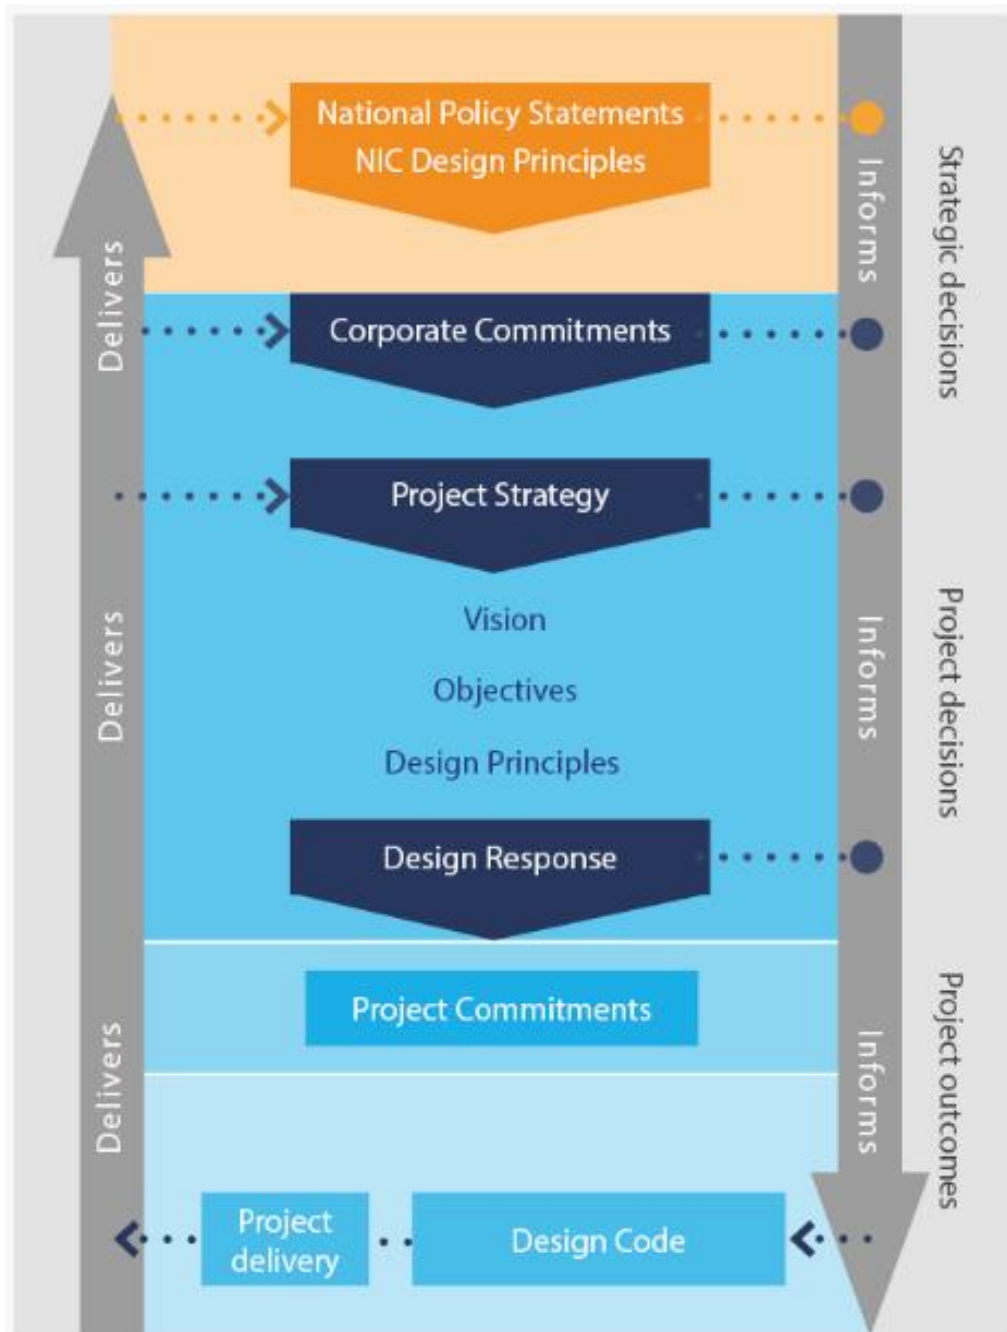 National Policy Statements
NIC Design Principles
Informs
Strategic decisions
Delivers
Corporate Commitments
Project Strategy
Vision
Delivers
Objectives
Informs
Project decisions
Design Principles
Design Response
Project Commitments
Delivers
Informs
Project outcomes
Project
delivery
Design Code